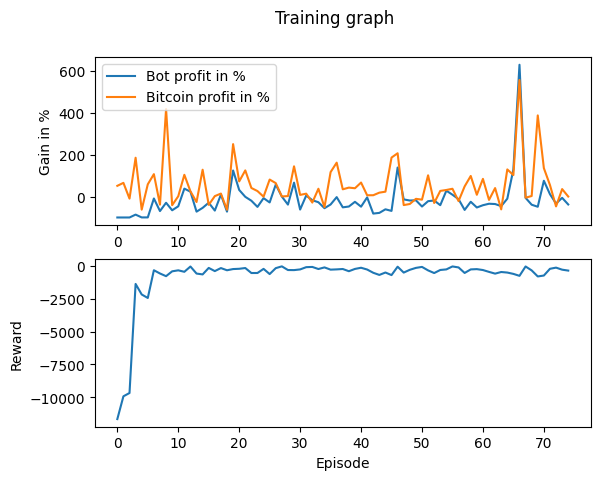 Training graph
Gain in %
600
400
200
0
Bot profit in %
Bitcoin profit in %
0 10 20 30 40 50 60 70
Reward
0
−2500
−5000
−7500
−10000
0 10 20 30 40 50 60 70
Episode